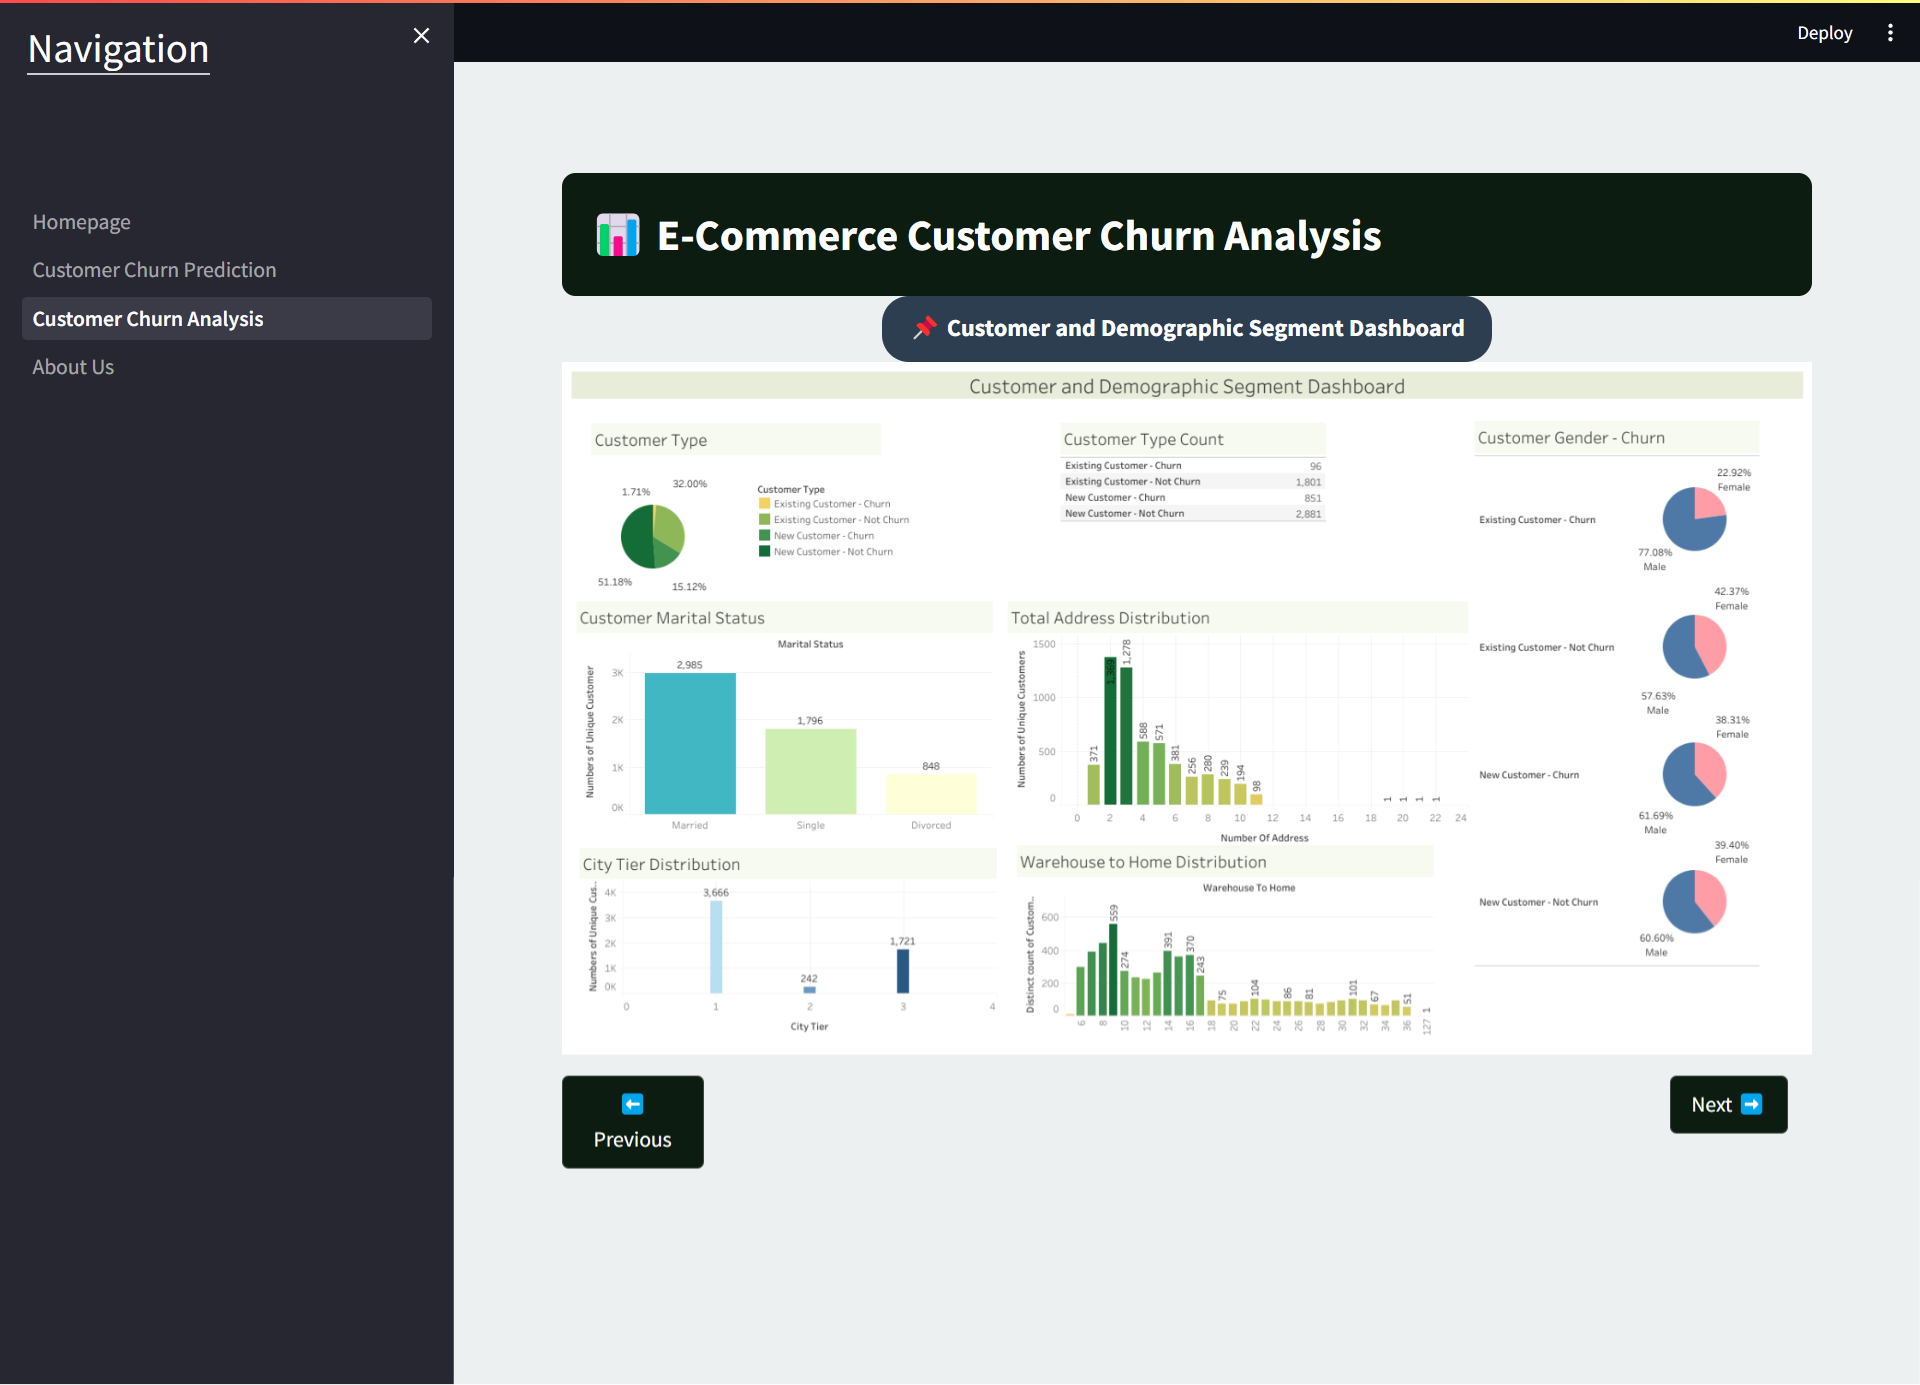 Navigation
Homepage
Customer Churn Prediction
Customer Churn Analysis
About Us
Deploy
E-Commerce Customer Churn Analysis
Customer and Demographic Segment Dashboard
Customer and Demographic Segment Dashboard
Customer Type
1.71%
32.00%
51.18%
15.12%
Customer Type
Existing Customer - Churn
Existing Customer - Not Churn
New Customer - Churn
New Customer - Not Churn
Customer Type Count
Existing Customer - Churn 96
Existing Customer - Not Churn 1,801
New Customer - Churn 851
New Customer - Not Churn 2,881
Customer Gender - Churn
22.92%
Female
Existing Customer - Churn
77.08%
Male
42.37%
Female
Existing Customer - Not Churn
57.63%
Male
38.31%
Female
New Customer - Churn
61.69%
Male
39.40%
Female
New Customer - Not Churn
60.60%
Male
Customer Marital Status
Marital Status
Numbers of Unique Customer
3K
2K
1K
0K
2,985
1,796
848
Married Single Divorced
Total Address Distribution
Numbers of Unique Customers
1500
1000
500
0
371 1,369 1,278 588 571 381 256 280 239 194 98 1 1 1 1
0 2 4 6 8 10 12 14 16 18 20 22 24
Number Of Address
City Tier Distribution
Numbers of Unique Cus..
4K
3K
2K
1K
0K
3,666
242
1,721
0 1 2 3 4
City Tier
Warehouse to Home Distribution
Warehouse To Home
Distinct count of Custom..
600
400
200
0
559 274 391 370 243 75 104 86 81 101 67 51 1
6 8 10 12 14 16 18 20 22 24 26 28 30 32 34 36 127
Previous
Next